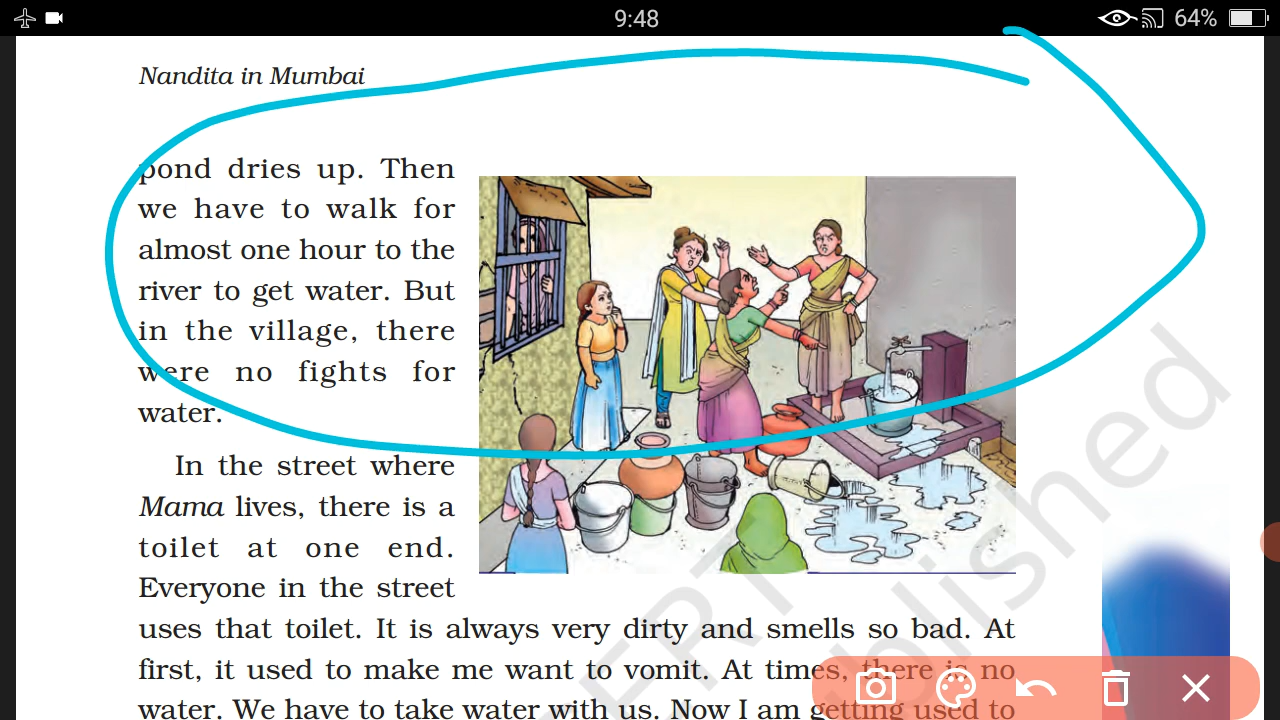 9:48
64%
Nandita in Mumbai
pond dries up. Then
we have to walk for
almost one hour to the
river to get water. But
in the village, there
were no fights for
water.
In the street where
Mama lives, there is a
toilet at one end.
Everyone in the street
uses that toilet. It is always very dirty and smells so bad. At
first, it used to make me want to vomit. At times, there is no
water. We have to take water with us. Now I am getting used to